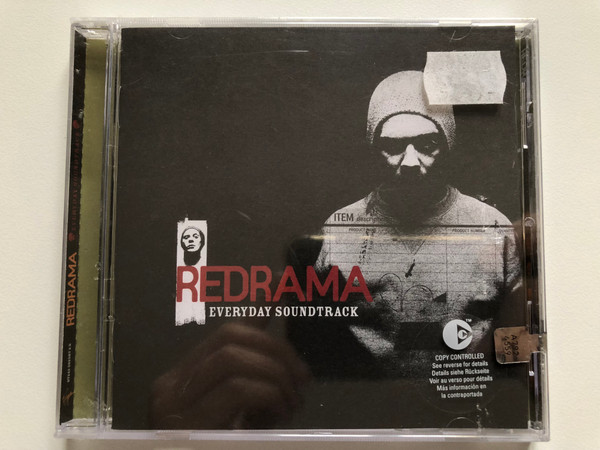 ITEM
REDRAMA
EVERYDAY SOUNDTRACK
TM
COPY CONTROLLED
See reverse for details
Details siehe Rückseite
Voir au verso pour détails
Más información en
la contraportada
REDRAMA